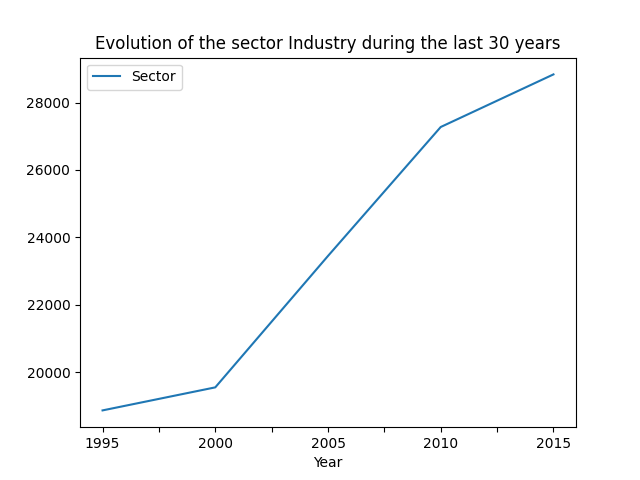 Evolution of the sector Industry during the last 30 years
Sector
28000
26000
24000
22000
20000
1995 2000 2005 2010 2015
Year